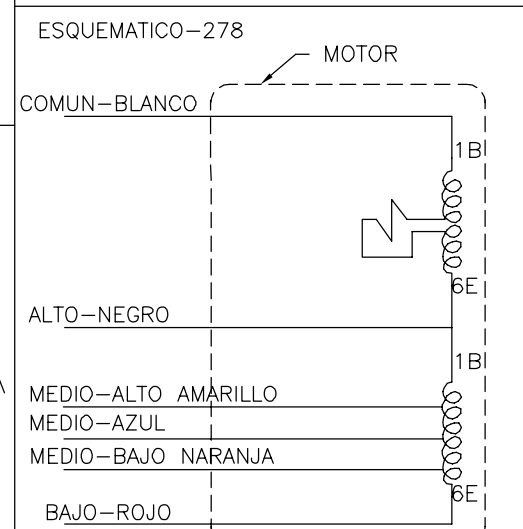 ESQUEMATICO-278
MOTOR
COMUN-BLANCO
1B
6E
ALTO-NEGRO
1B
MEDIO-ALTO AMARILLO
MEDIO-AZUL
MEDIO-BAJO NARANJA
6E
BAJO-ROJO